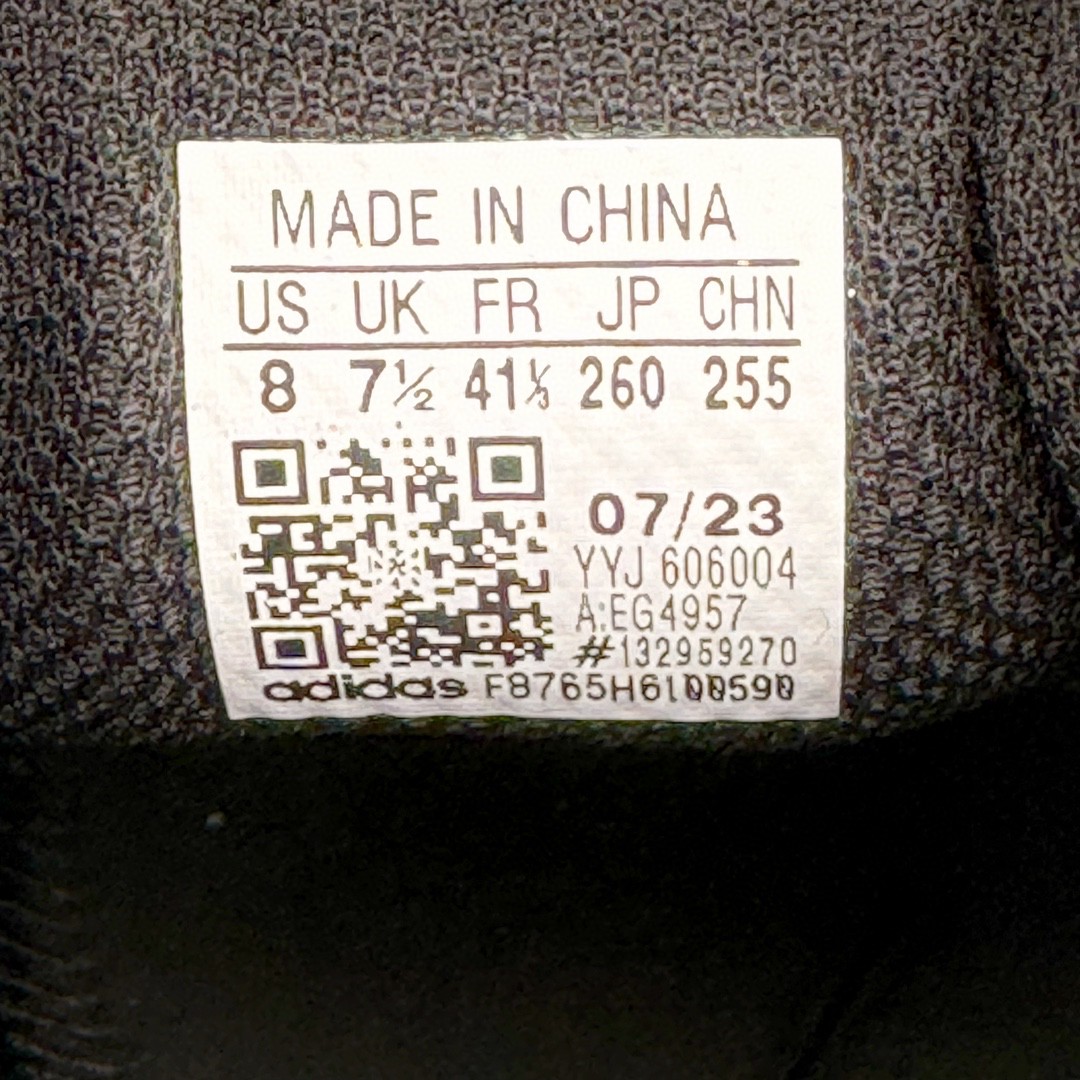 MADE IN CHINA
US UK FR JP CHN
8 7½ 41⅓ 260 255
07/23
YYJ 606004
A:EG4957
#132959270
adidas F8765H6100590